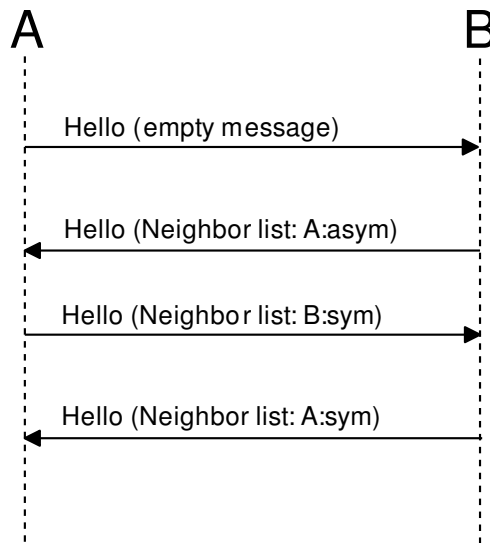 A B
Hello (empty message)
Hello (Neighbor list: A:asym)
Hello (Neighbor list: B:sym)
Hello (Neighbor list: A:sym)